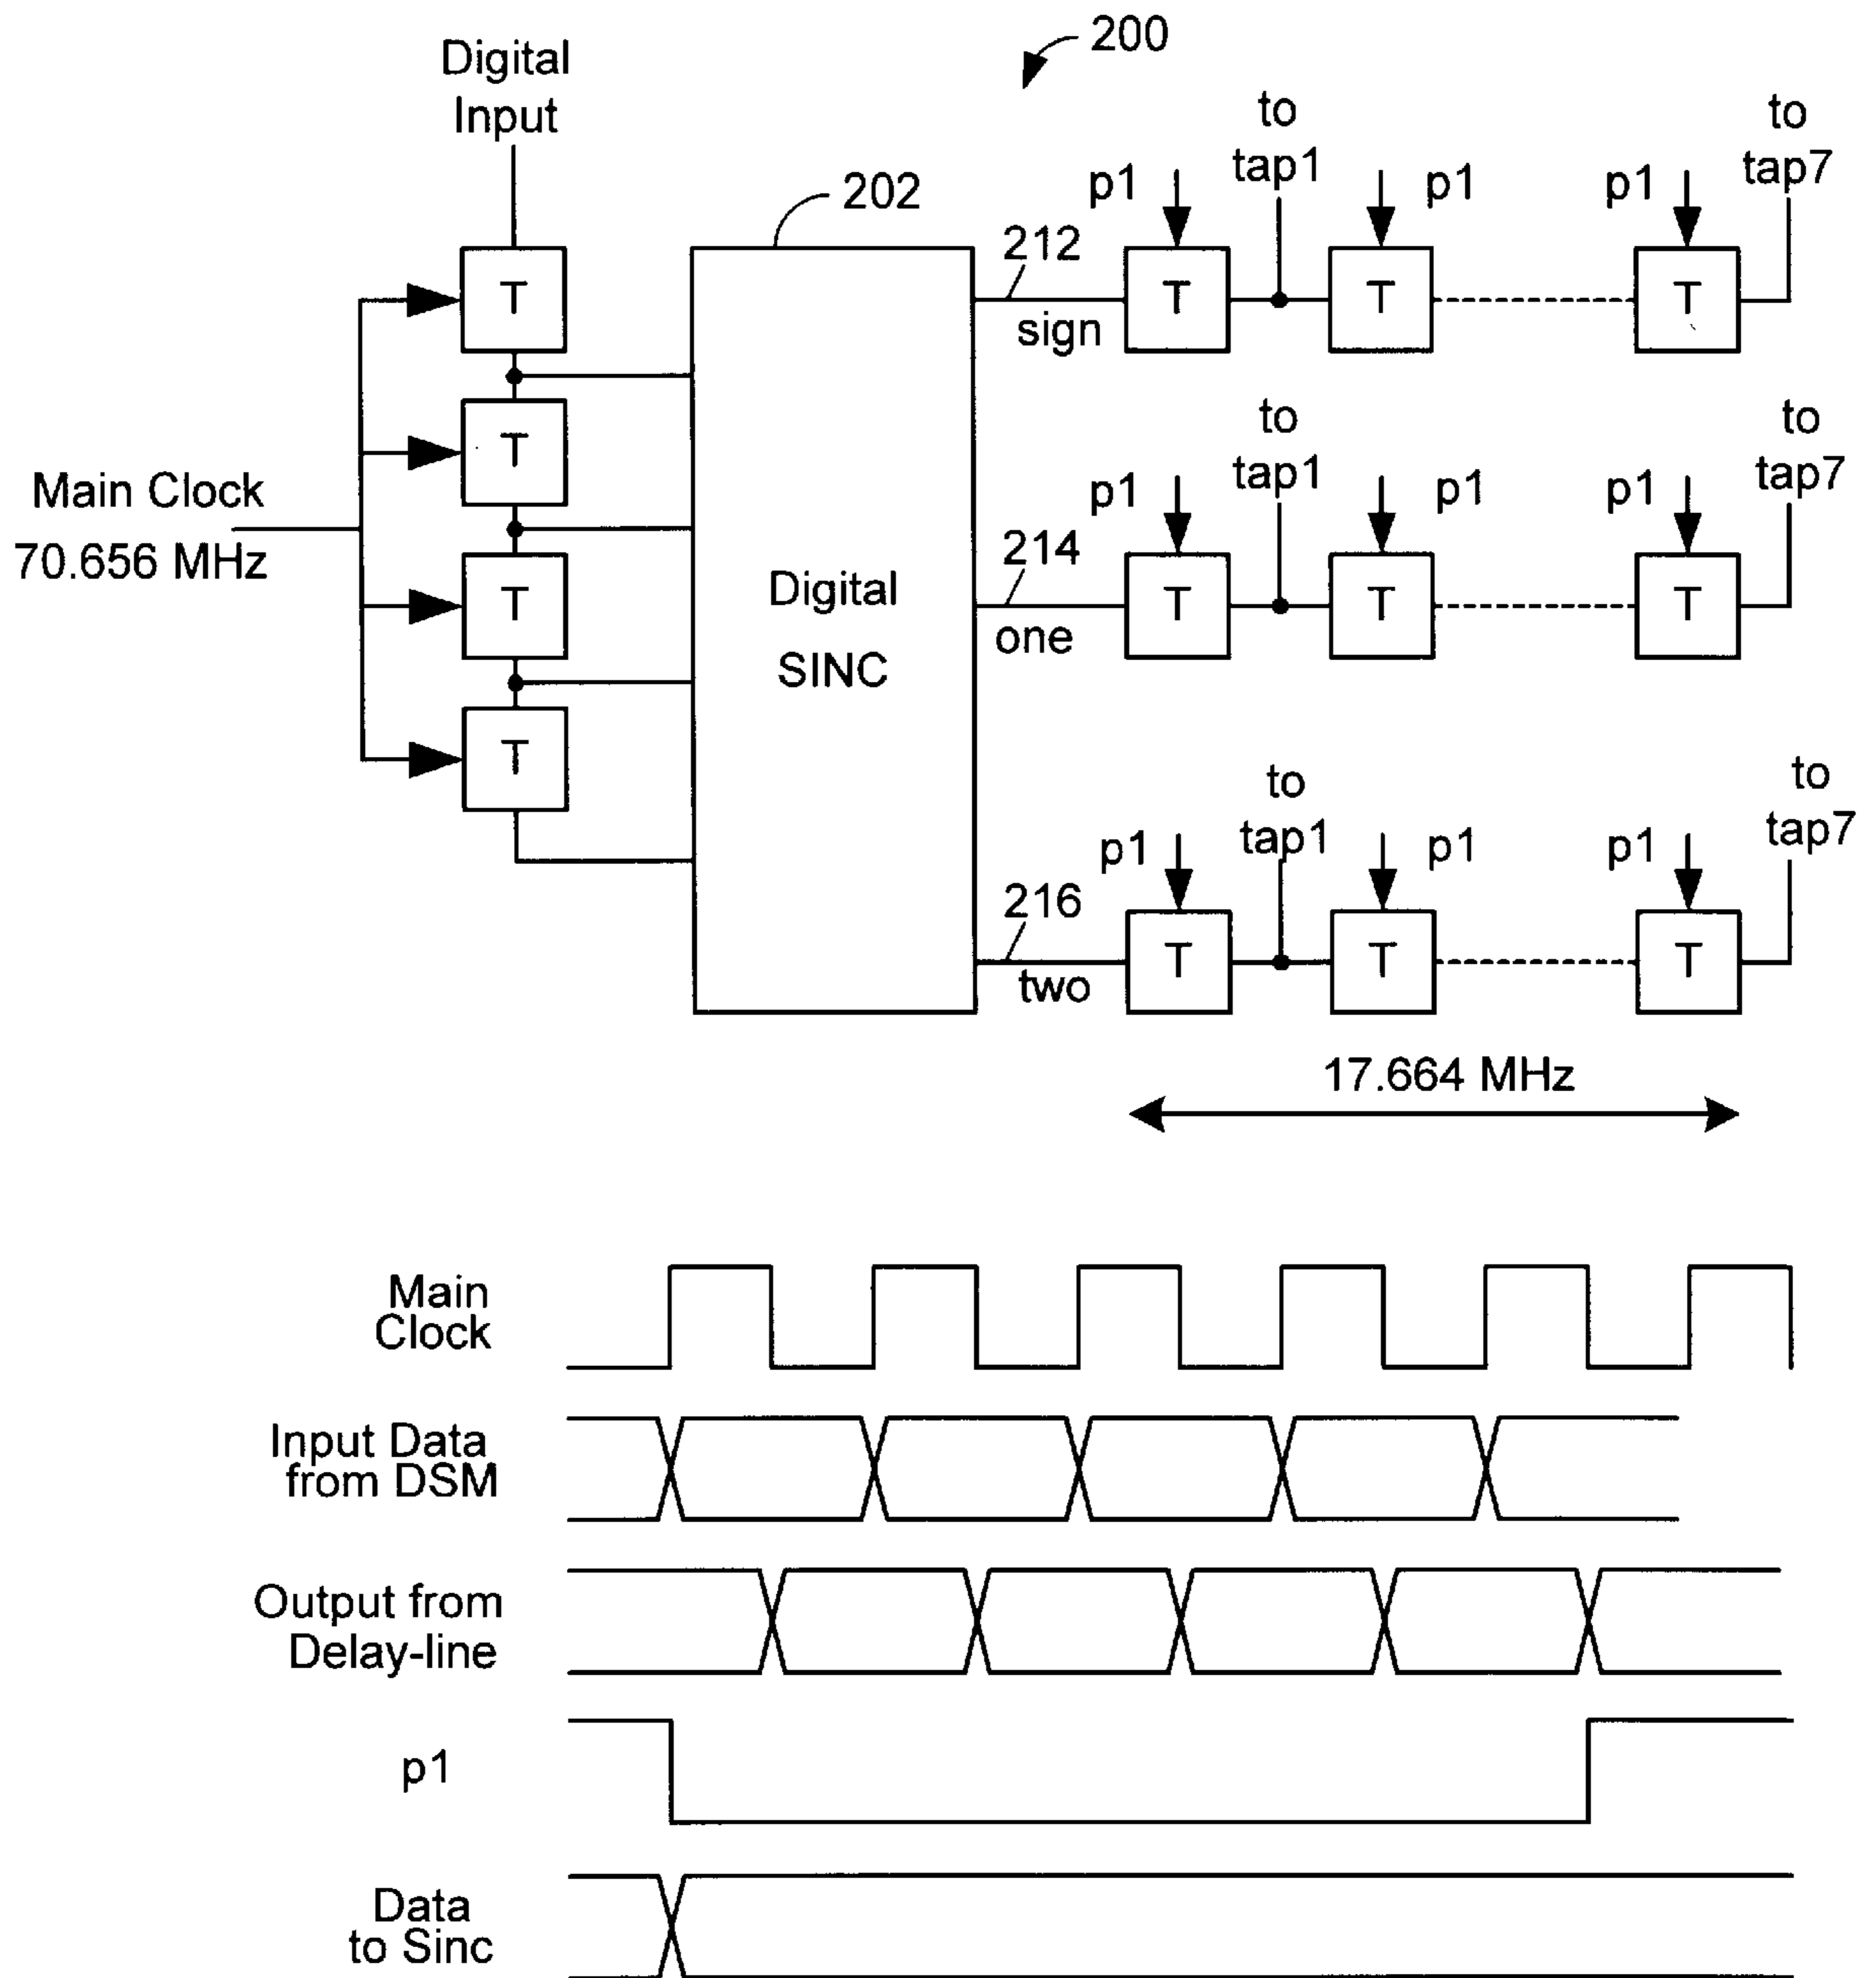 200
Digital
Input
to
tap1
to
tap7
p1
p1
p1
202
212
sign
T
T
T
T
Main Clock
70.656 MHz
T
T
T
Digital
SINC
to
tap1
to
tap7
p1
p1
p1
214
one
T
T
T
to
tap1
to
tap7
p1
p1
p1
216
two
T
T
T
17.664 MHz
Main
Clock
Input Data
from DSM
Output from
Delay-line
p1
Data
to Sinc